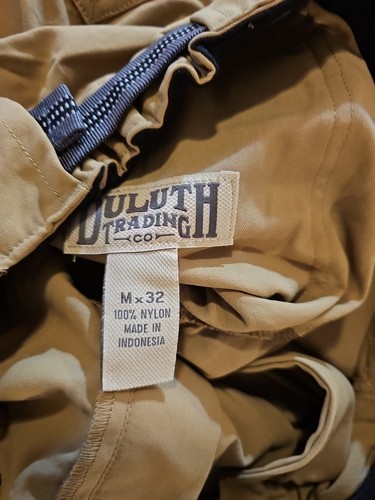 DULUTH
TRADING
CO
M x 32
100% NYLON
MADE IN
INDONESIA